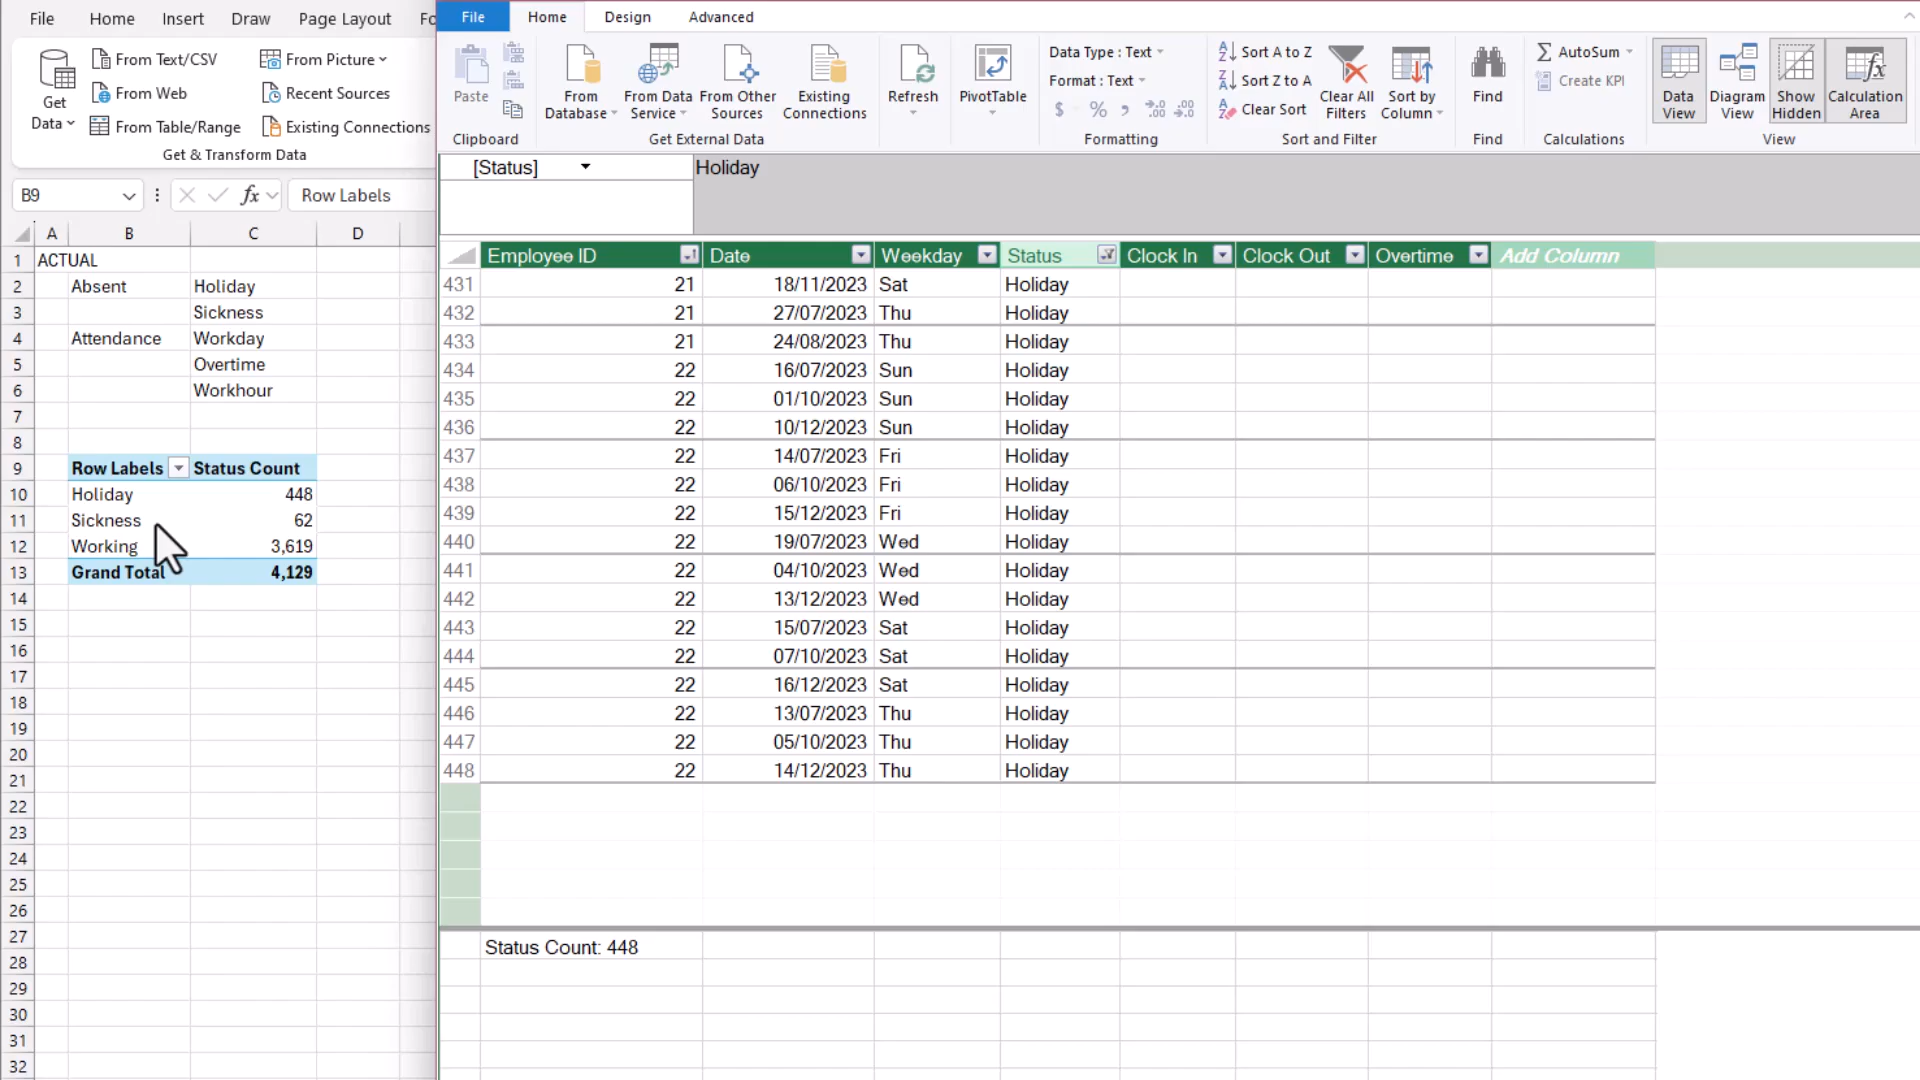 File Home Insert Draw Page Layout Fo
Get Data
From Text/CSV
From Web
From Table/Range
From Picture
Recent Sources
Existing Connections
Get & Transform Data
B9
fx
Row Labels
A B C D
1 ACTUAL
2 Absent Holiday
3 Sickness
4 Attendance Workday
5 Overtime
6 Workhour
7
8
9 Row Labels Status Count
10 Holiday 448
11 Sickness 62
12 Working 3,619
13 Grand Total 4,129
14
15
16
17
18
19
20
21
22
23
24
25
26
27
28
29
30
31
32
File Home Design Advanced
Paste
Clipboard
From Database
From Data Service
From Other Sources
Existing Connections
Get External Data
Refresh
PivotTable
Data Type : Text
Format : Text
$ % , .00
Formatting
Sort A to Z
Sort Z to A
Clear Sort
Clear All Filters
Sort by Column
Sort and Filter
Find
Find
AutoSum
Create KPI
Calculations
Data View
Diagram View
Show Hidden
Calculation Area
View
[Status] Holiday
Employee ID Date Weekday Status Clock In Clock Out Overtime Add Column
431 21 18/11/2023 Sat Holiday
432 21 27/07/2023 Thu Holiday
433 21 24/08/2023 Thu Holiday
434 22 16/07/2023 Sun Holiday
435 22 01/10/2023 Sun Holiday
436 22 10/12/2023 Sun Holiday
437 22 14/07/2023 Fri Holiday
438 22 06/10/2023 Fri Holiday
439 22 15/12/2023 Fri Holiday
440 22 19/07/2023 Wed Holiday
441 22 04/10/2023 Wed Holiday
442 22 13/12/2023 Wed Holiday
443 22 15/07/2023 Sat Holiday
444 22 07/10/2023 Sat Holiday
445 22 16/12/2023 Sat Holiday
446 22 13/07/2023 Thu Holiday
447 22 05/10/2023 Thu Holiday
448 22 14/12/2023 Thu Holiday
Status Count: 448